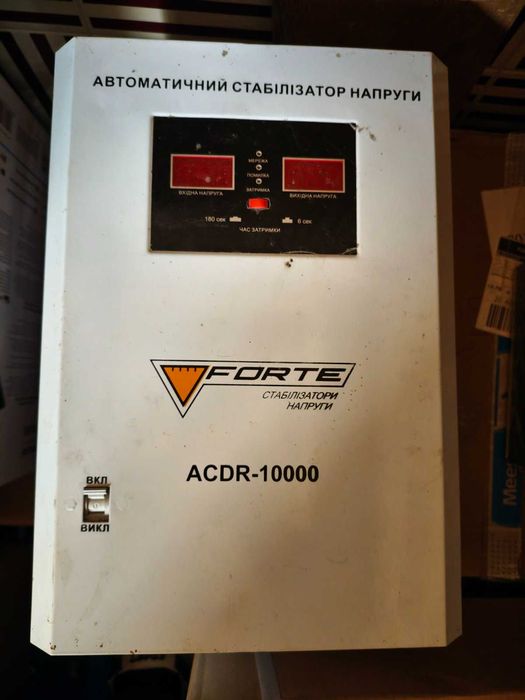 АВТОМАТИЧНИЙ СТАБІЛІЗАТОР НАПРУГИ
МЕРЕЖА
ПОМИЛКА
ЗАТРИМКА
ВХІДНА НАПРУГА
ВИХІДНА НАПРУГА
180 сек
6 сек
ЧАС ЗАТРИМКИ
FORTE
СТАБІЛІЗАТОРИ
НАПРУГИ
ACDR-10000
ВКЛ
ВИКЛ